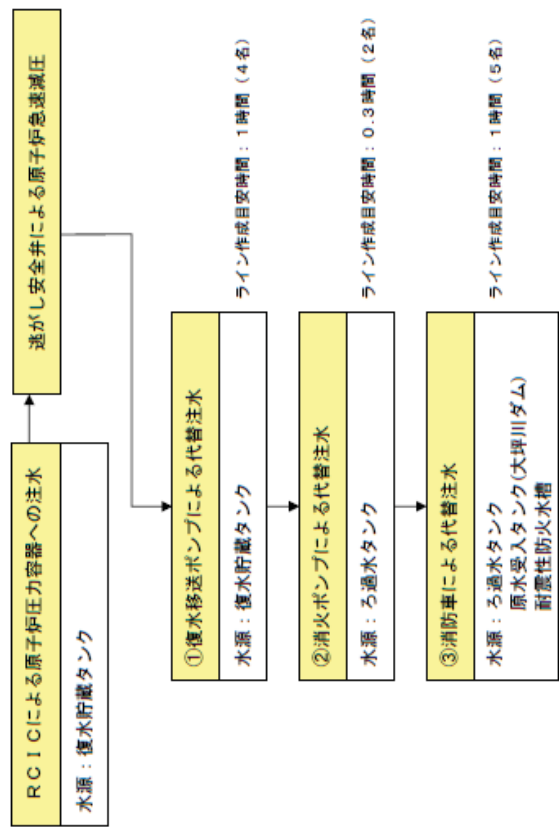 RCICによる原子炉圧力容器への注水
水源:復水貯蔵タンク
逃がし安全弁による原子炉急速減圧
①復水移送ポンプによる代替注水
水源:復水貯蔵タンク
ライン作成目安時間:1時間(4名)
②消火ポンプによる代替注水
水源:ろ過水タンク
ライン作成目安時間:0.3時間(2名)
③消防車による代替注水
水源:ろ過水タンク
原水受入タンク(大坪川ダム)
耐震性防火水槽
ライン作成目安時間:1時間(5名)